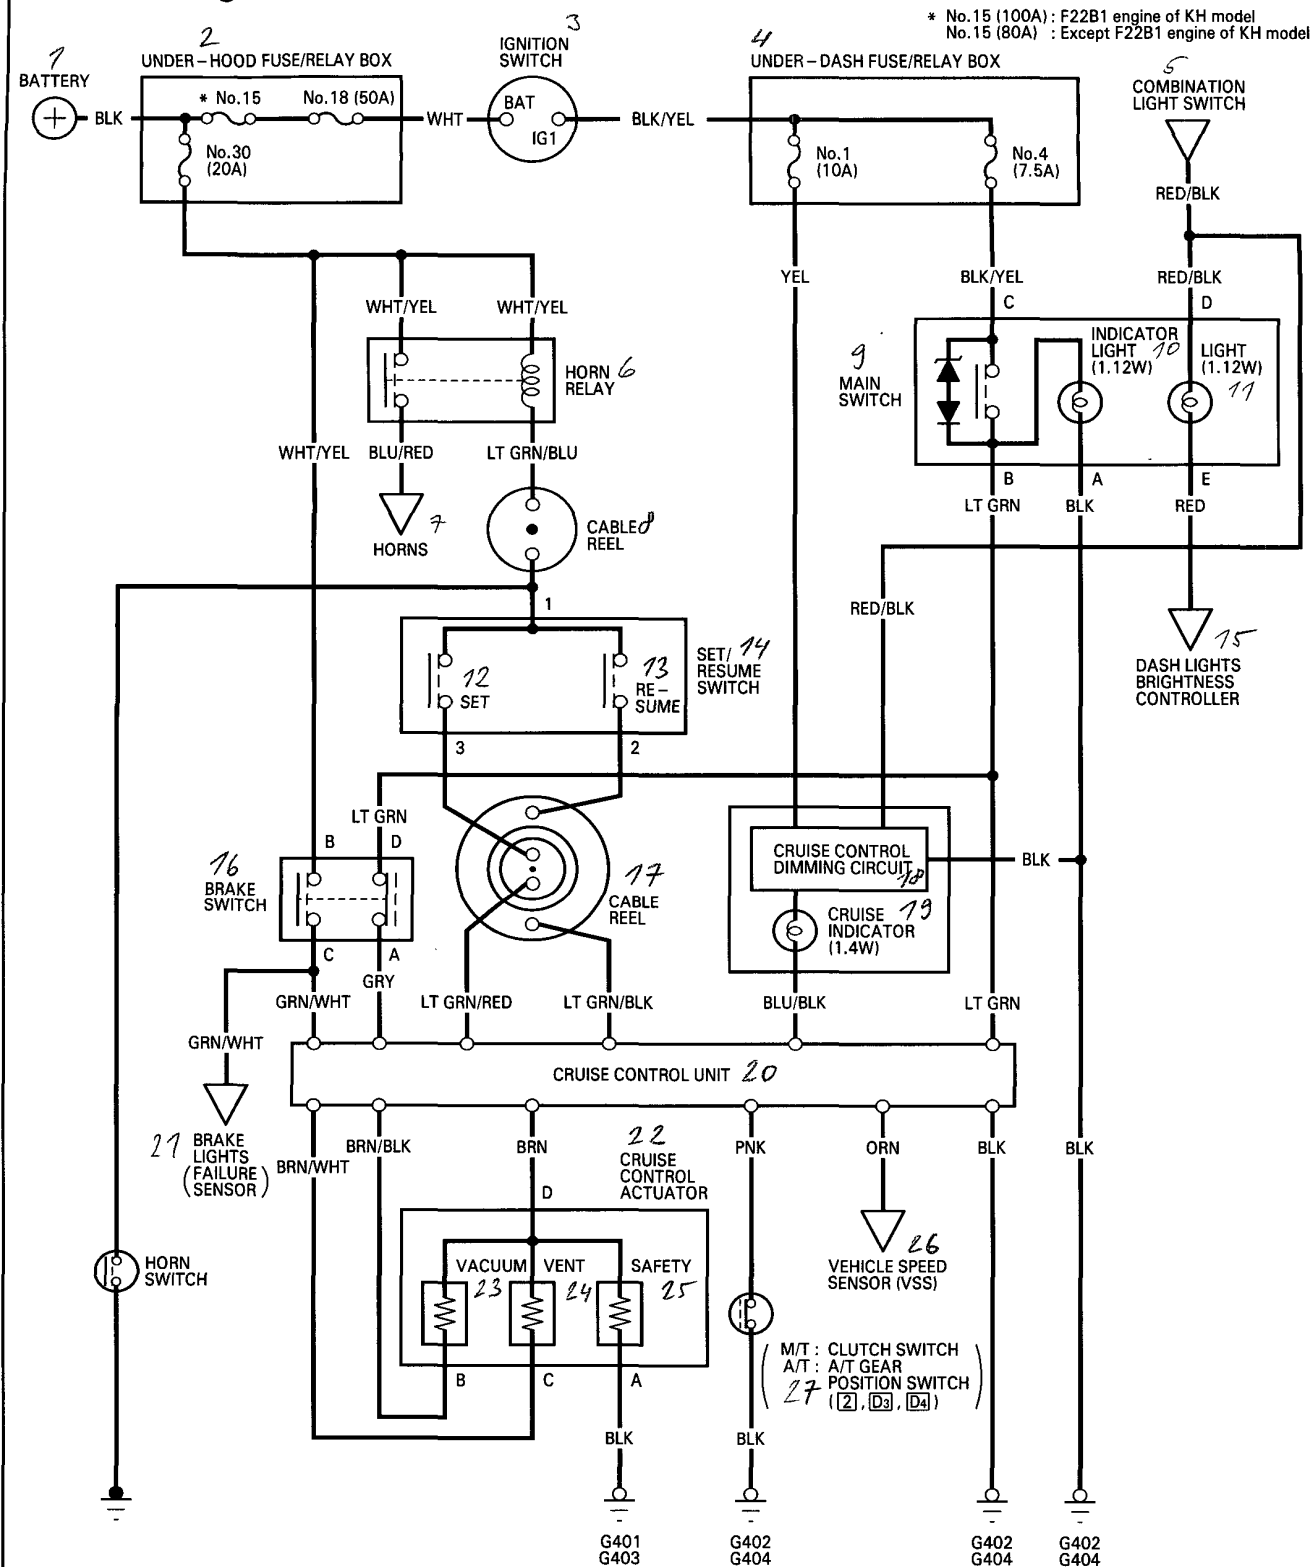 * No.15 (100A) : F22B1 engine of KH model
No.15 (80A) : Except F22B1 engine of KH model
1
BATTERY
2
UNDER-HOOD FUSE/RELAY BOX
3
IGNITION
SWITCH
4
UNDER-DASH FUSE/RELAY BOX
5
COMBINATION
LIGHT SWITCH
BLK
* No.15
No.18 (50A)
No.30
(20A)
WHT
BAT
IG1
BLK/YEL
No.1
(10A)
No.4
(7.5A)
RED/BLK
YEL
BLK/YEL
RED/BLK
C
D
WHT/YEL
WHT/YEL
HORN 6
RELAY
9
MAIN
SWITCH
INDICATOR
LIGHT 10
(1.12W)
LIGHT
(1.12W)
11
WHT/YEL
BLU/RED
LT GRN/BLU
B
A
E
LT GRN
BLK
RED
7
HORNS
CABLE 8
REEL
1
RED/BLK
12
SET
13
RE-
SUME
SET/ 14
RESUME
SWITCH
15
DASH LIGHTS
BRIGHTNESS
CONTROLLER
3
2
LT GRN
B
D
16
BRAKE
SWITCH
C
A
17
CABLE
REEL
CRUISE CONTROL
DIMMING CIRCUIT
18
BLK
CRUISE 19
INDICATOR
(1.4W)
GRY
GRN/WHT
LT GRN/RED
LT GRN/BLK
BLU/BLK
LT GRN
GRN/WHT
CRUISE CONTROL UNIT 20
21 BRAKE
LIGHTS
(FAILURE
SENSOR)
BRN/WHT
BRN/BLK
BRN
D
22
CRUISE
CONTROL
ACTUATOR
PNK
ORN
BLK
BLK
HORN
SWITCH
VACUUM
23
VENT
24
SAFETY
25
26
VEHICLE SPEED
SENSOR (VSS)
B
C
A
M/T : CLUTCH SWITCH
A/T : A/T GEAR
27 POSITION SWITCH
(2, D3, D4)
BLK
BLK
G401
G403
G402
G404
G402
G404
G402
G404